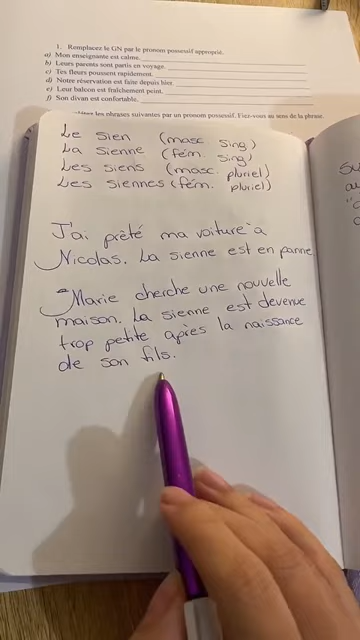 1. Remplacez le GN par le pronom possessif approprié.
a) Mon enseignante est calme.
b) Leurs parents sont partis en voyage.
c) Tes fleurs poussent rapidement.
d) Notre réservation est faite depuis hier.
e) Leur balcon est fraîchement peint.
f) Son divan est confortable.
les phrases suivantes par un pronom possessif. Fiez-vous au sens de la phrase.
Le sien (masc. sing)
La sienne (fém. sing)
Les siens (masc. pluriel)
Les siennes (fém. pluriel)
J'ai prêté ma voiture à
Nicolas. La sienne est en panne
Marie cherche une nouvelle
maison. La sienne est devenue
trop petite après la naissance
de son fils.